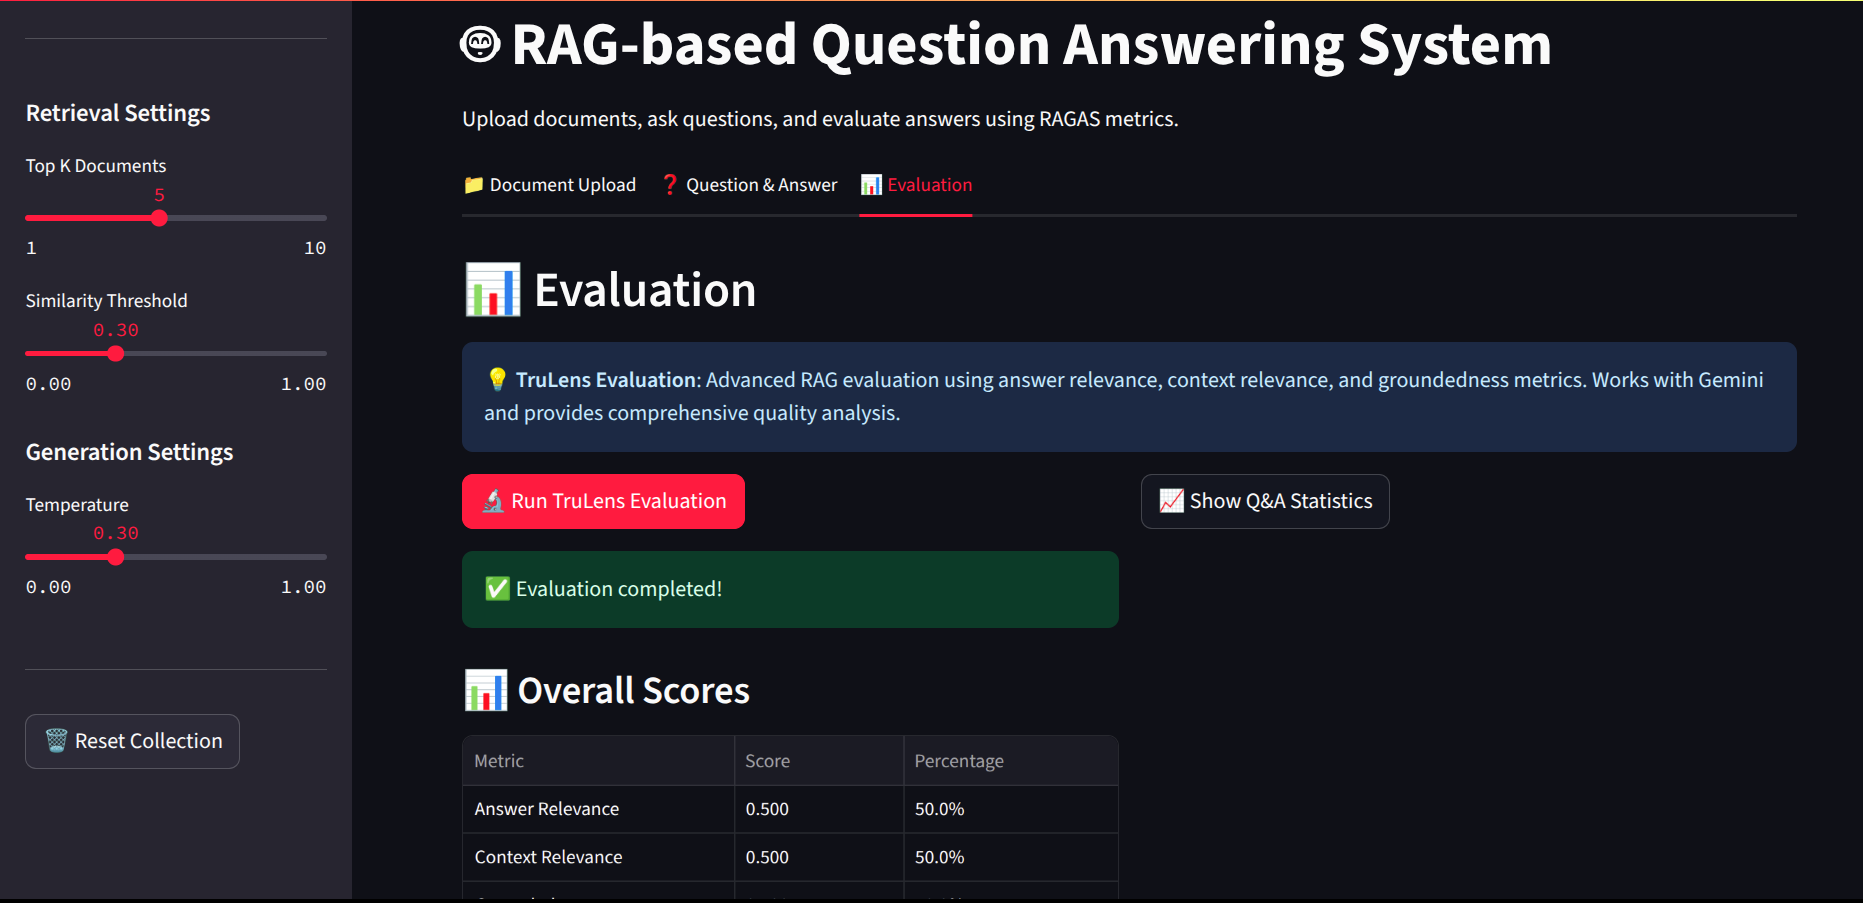 RAG-based Question Answering System
Upload documents, ask questions, and evaluate answers using RAGAS metrics.
Document Upload
Question & Answer
Evaluation
Retrieval Settings
Top K Documents
5
1 10
Similarity Threshold
0.30
0.00 1.00
Generation Settings
Temperature
0.30
0.00 1.00
Reset Collection
Evaluation
TruLens Evaluation: Advanced RAG evaluation using answer relevance, context relevance, and groundedness metrics. Works with Gemini
and provides comprehensive quality analysis.
Run TruLens Evaluation
Show Q&A Statistics
Evaluation completed!
Overall Scores
Metric Score Percentage
Answer Relevance 0.500 50.0%
Context Relevance 0.500 50.0%